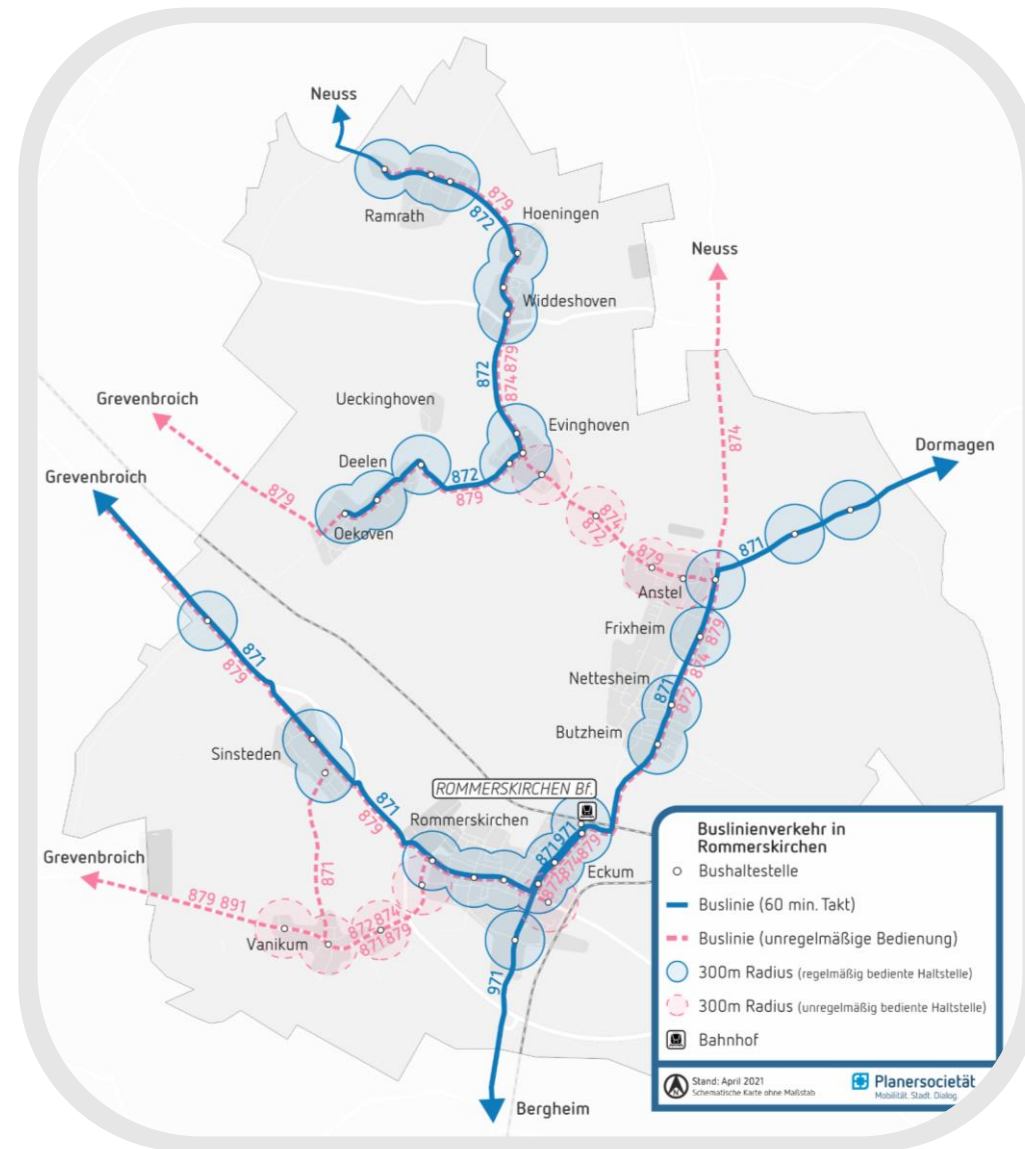 Neuss
879
872
Ramrath
Hoeningen
Neuss
Widdeshoven
872
874 879
Ueckinghoven
Grevenbroich
Evinghoven
874
Dormagen
Grevenbroich
Deelen
872
879
879
Oekoven
874
872
871
879
Anstel
Frixheim
879
874
871
879
Nettesheim
871
872
Butzheim
Sinsteden
ROMMERSKIRCHEN Bf.
871
879
Rommerskirchen
871 971
872 874 879
Eckum
Grevenbroich
871
879 891
872 874
871 879
Vanikum
971
Bergheim
Buslinienverkehr in
Rommerskirchen
Bushaltestelle
Buslinie (60 min. Takt)
Buslinie (unregelmäßige Bedienung)
300m Radius (regelmäßig bediente Haltstelle)
300m Radius (unregelmäßig bediente Haltstelle)
Bahnhof
Stand: April 2021
Schematische Karte ohne Maßstab
Planersocietät
Mobilität. Stadt. Dialog.